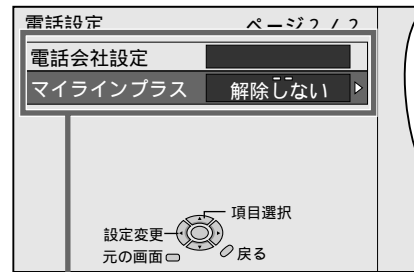 電話設定 ページ2/2
電話会社設定
マイラインプラス 解除しない
項目選択
設定変更
元の画面 戻る